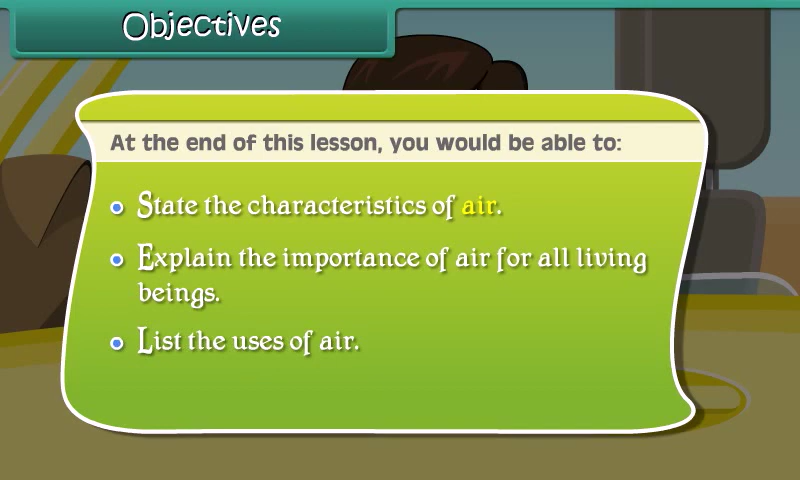 Objectives
At the end of this lesson, you would be able to:
State the characteristics of air.
Explain the importance of air for all living
beings.
List the uses of air.